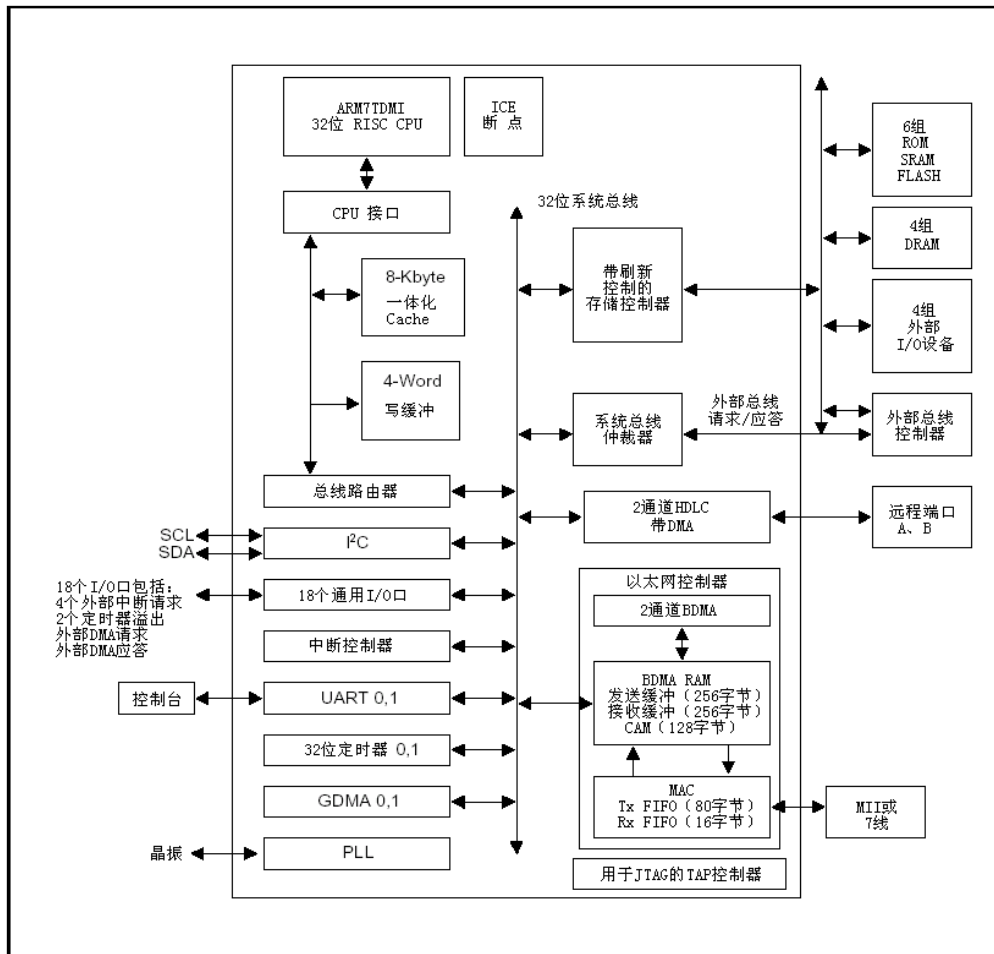 ARM7TDMI
32位 RISC CPU
ICE
断 点
CPU 接口
8-Kbyte
一体化
Cache
4-Word
写缓冲
总线路由器
SCL
SDA
I²C
18个I/O口包括:
4个外部中断请求
2个定时器溢出
外部DMA请求
外部DMA应答
18个通用I/O口
中断控制器
控制台
UART 0,1
32位定时器 0,1
GDMA 0,1
晶振
PLL
32位系统总线
带刷新
控制的
存储控制器
系统总线
仲裁器
外部总线
请求/应答
2通道HDLC
带DMA
以太网控制器
2通道BDMA
BDMA RAM
发送缓冲(256字节)
接收缓冲(256字节)
CAM(128字节)
MAC
Tx FIFO(80字节)
Rx FIFO(16字节)
用于JTAG的TAP控制器
6组
ROM
SRAM
FLASH
4组
DRAM
4组
外部
I/O设备
外部总线
控制器
远程端口
A、B
MII或
7线